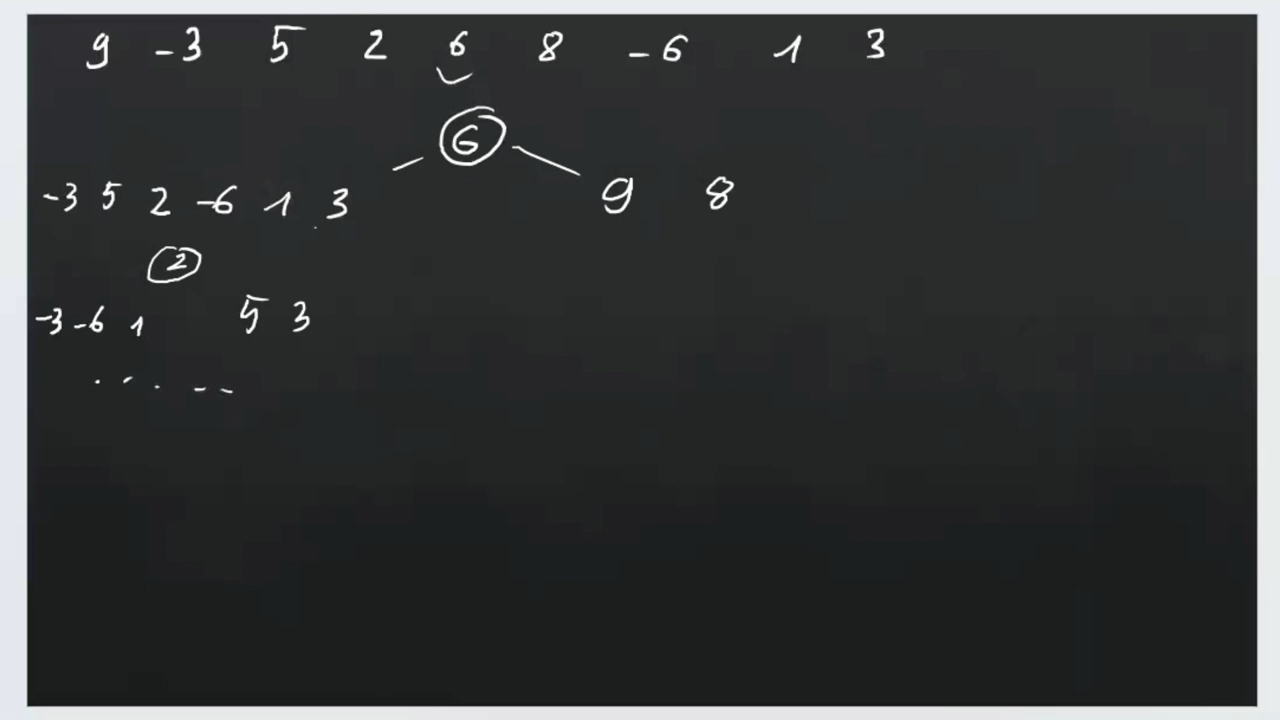 9 -3 5 2 6 8 -6 1 3
6
-3 5 2 -6 1 3 9 8
2
-3 -6 1 5 3
. . . - -